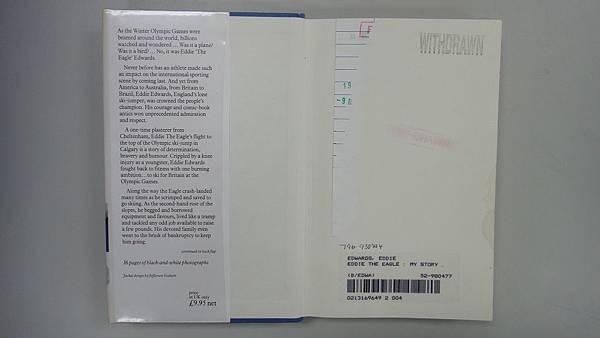 As the Winter Olympic Games were
beamed around the world, billions
watched and wondered ... Was it a plane?
Was it a bird? ... No, it was Eddie 'The
Eagle' Edwards.
Never before has an athlete made such
an impact on the international sporting
scene by coming last. And yet from
America to Australia, from Britain to
Brazil, Eddie Edwards, England's lone
ski-jumper, was crowned the people's
champion. His courage and comic-book
antics won unprecedented admiration
and respect.
A one-time plasterer from
Cheltenham, Eddie The Eagle's flight to
the top of the Olympic ski-jump in
Calgary is a story of determination,
bravery and humour. Crippled by a knee
injury as a youngster, Eddie Edwards
fought back to fitness with one burning
ambition... to ski for Britain at the
Olympic Games.
Along the way the Eagle crash-landed
many times as he scrimped and saved to
go skiing. As the second-hand rose of the
slopes, he begged and borrowed
equipment and favours, lived like a tramp
and tackled any odd job available to raise
a few pounds. His devoted family even
went to the brink of bankruptcy to keep
him going.
continued on back flap
16 pages of black-and-white photographs
Jacket design by
price
in UK only
£9.95 net
F
WITHDRAWN
19
796.930924
EDWARDS, EDDIE
EDDIE THE EAGLE : MY STORY .
(B/EDWA) 52-980477
0213169649 2 004